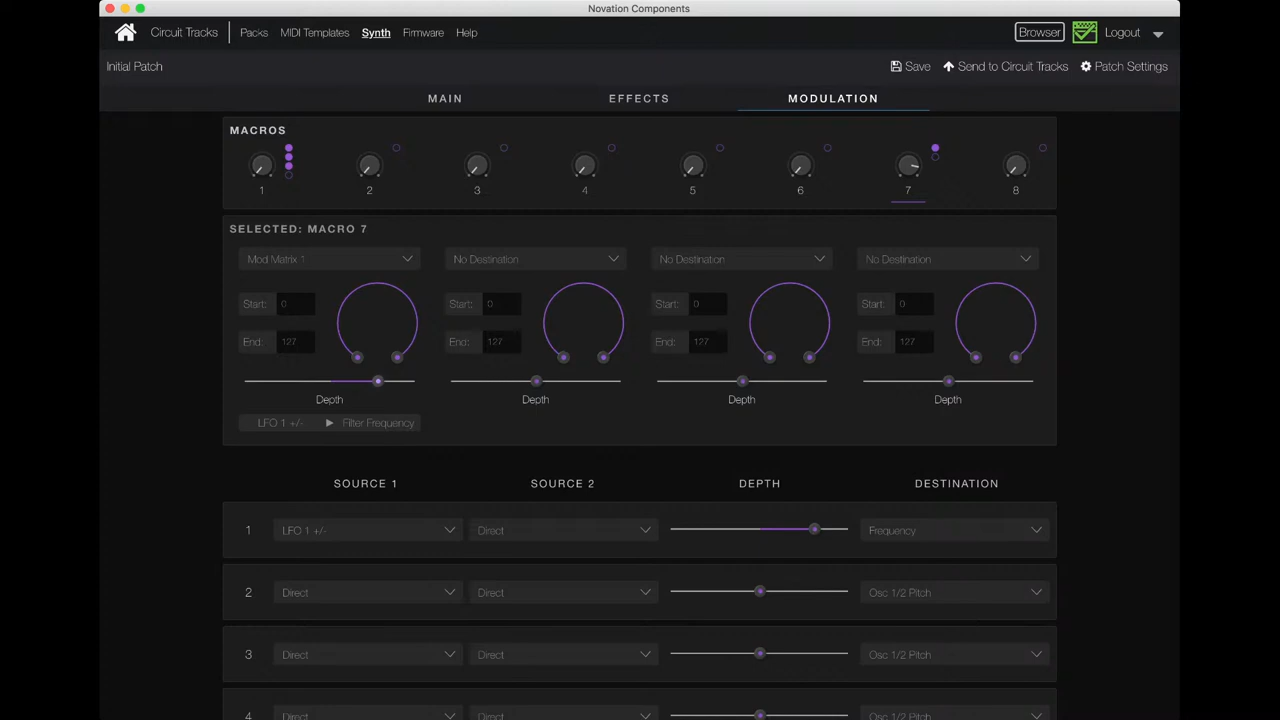 Novation Components
Circuit Tracks Packs MIDI Templates Synth Firmware Help Browser Logout
Initial Patch Save Send to Circuit Tracks Patch Settings
MAIN EFFECTS MODULATION
MACROS
1 2 3 4 5 6 7 8
SELECTED: MACRO 7
Mod Matrix 1 No Destination No Destination No Destination
Start: 0 Start: 0 Start: 0 Start: 0
End: 127 End: 127 End: 127 End: 127
Depth Depth Depth Depth
LFO 1 +/- Filter Frequency
SOURCE 1 SOURCE 2 DEPTH DESTINATION
1 LFO 1 +/- Direct Frequency
2 Direct Direct Osc 1/2 Pitch
3 Direct Direct Osc 1/2 Pitch
4 Direct Direct Osc 1/2 Pitch